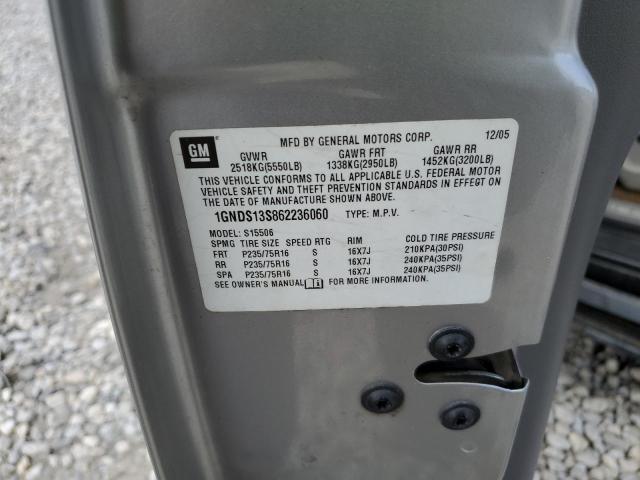 GM
MFD BY GENERAL MOTORS CORP. 12/05
GVWR GAWR FRT GAWR RR
2518KG(5550LB) 1338KG(2950LB) 1452KG(3200LB)
THIS VEHICLE CONFORMS TO ALL APPLICABLE U.S. FEDERAL MOTOR
VEHICLE SAFETY AND THEFT PREVENTION STANDARDS IN EFFECT ON
THE DATE OF MANUFACTURE SHOWN ABOVE.
1GNDS13S862236060 TYPE: M.P.V.
MODEL: S15506
SPMG TIRE SIZE SPEED RTG RIM COLD TIRE PRESSURE
FRT P235/75R16 S 16X7J 210KPA(30PSI)
RR P235/75R16 S 16X7J 240KPA(35PSI)
SPA P235/75R16 S 16X7J 240KPA(35PSI)
SEE OWNER'S MANUAL i FOR MORE INFORMATION.